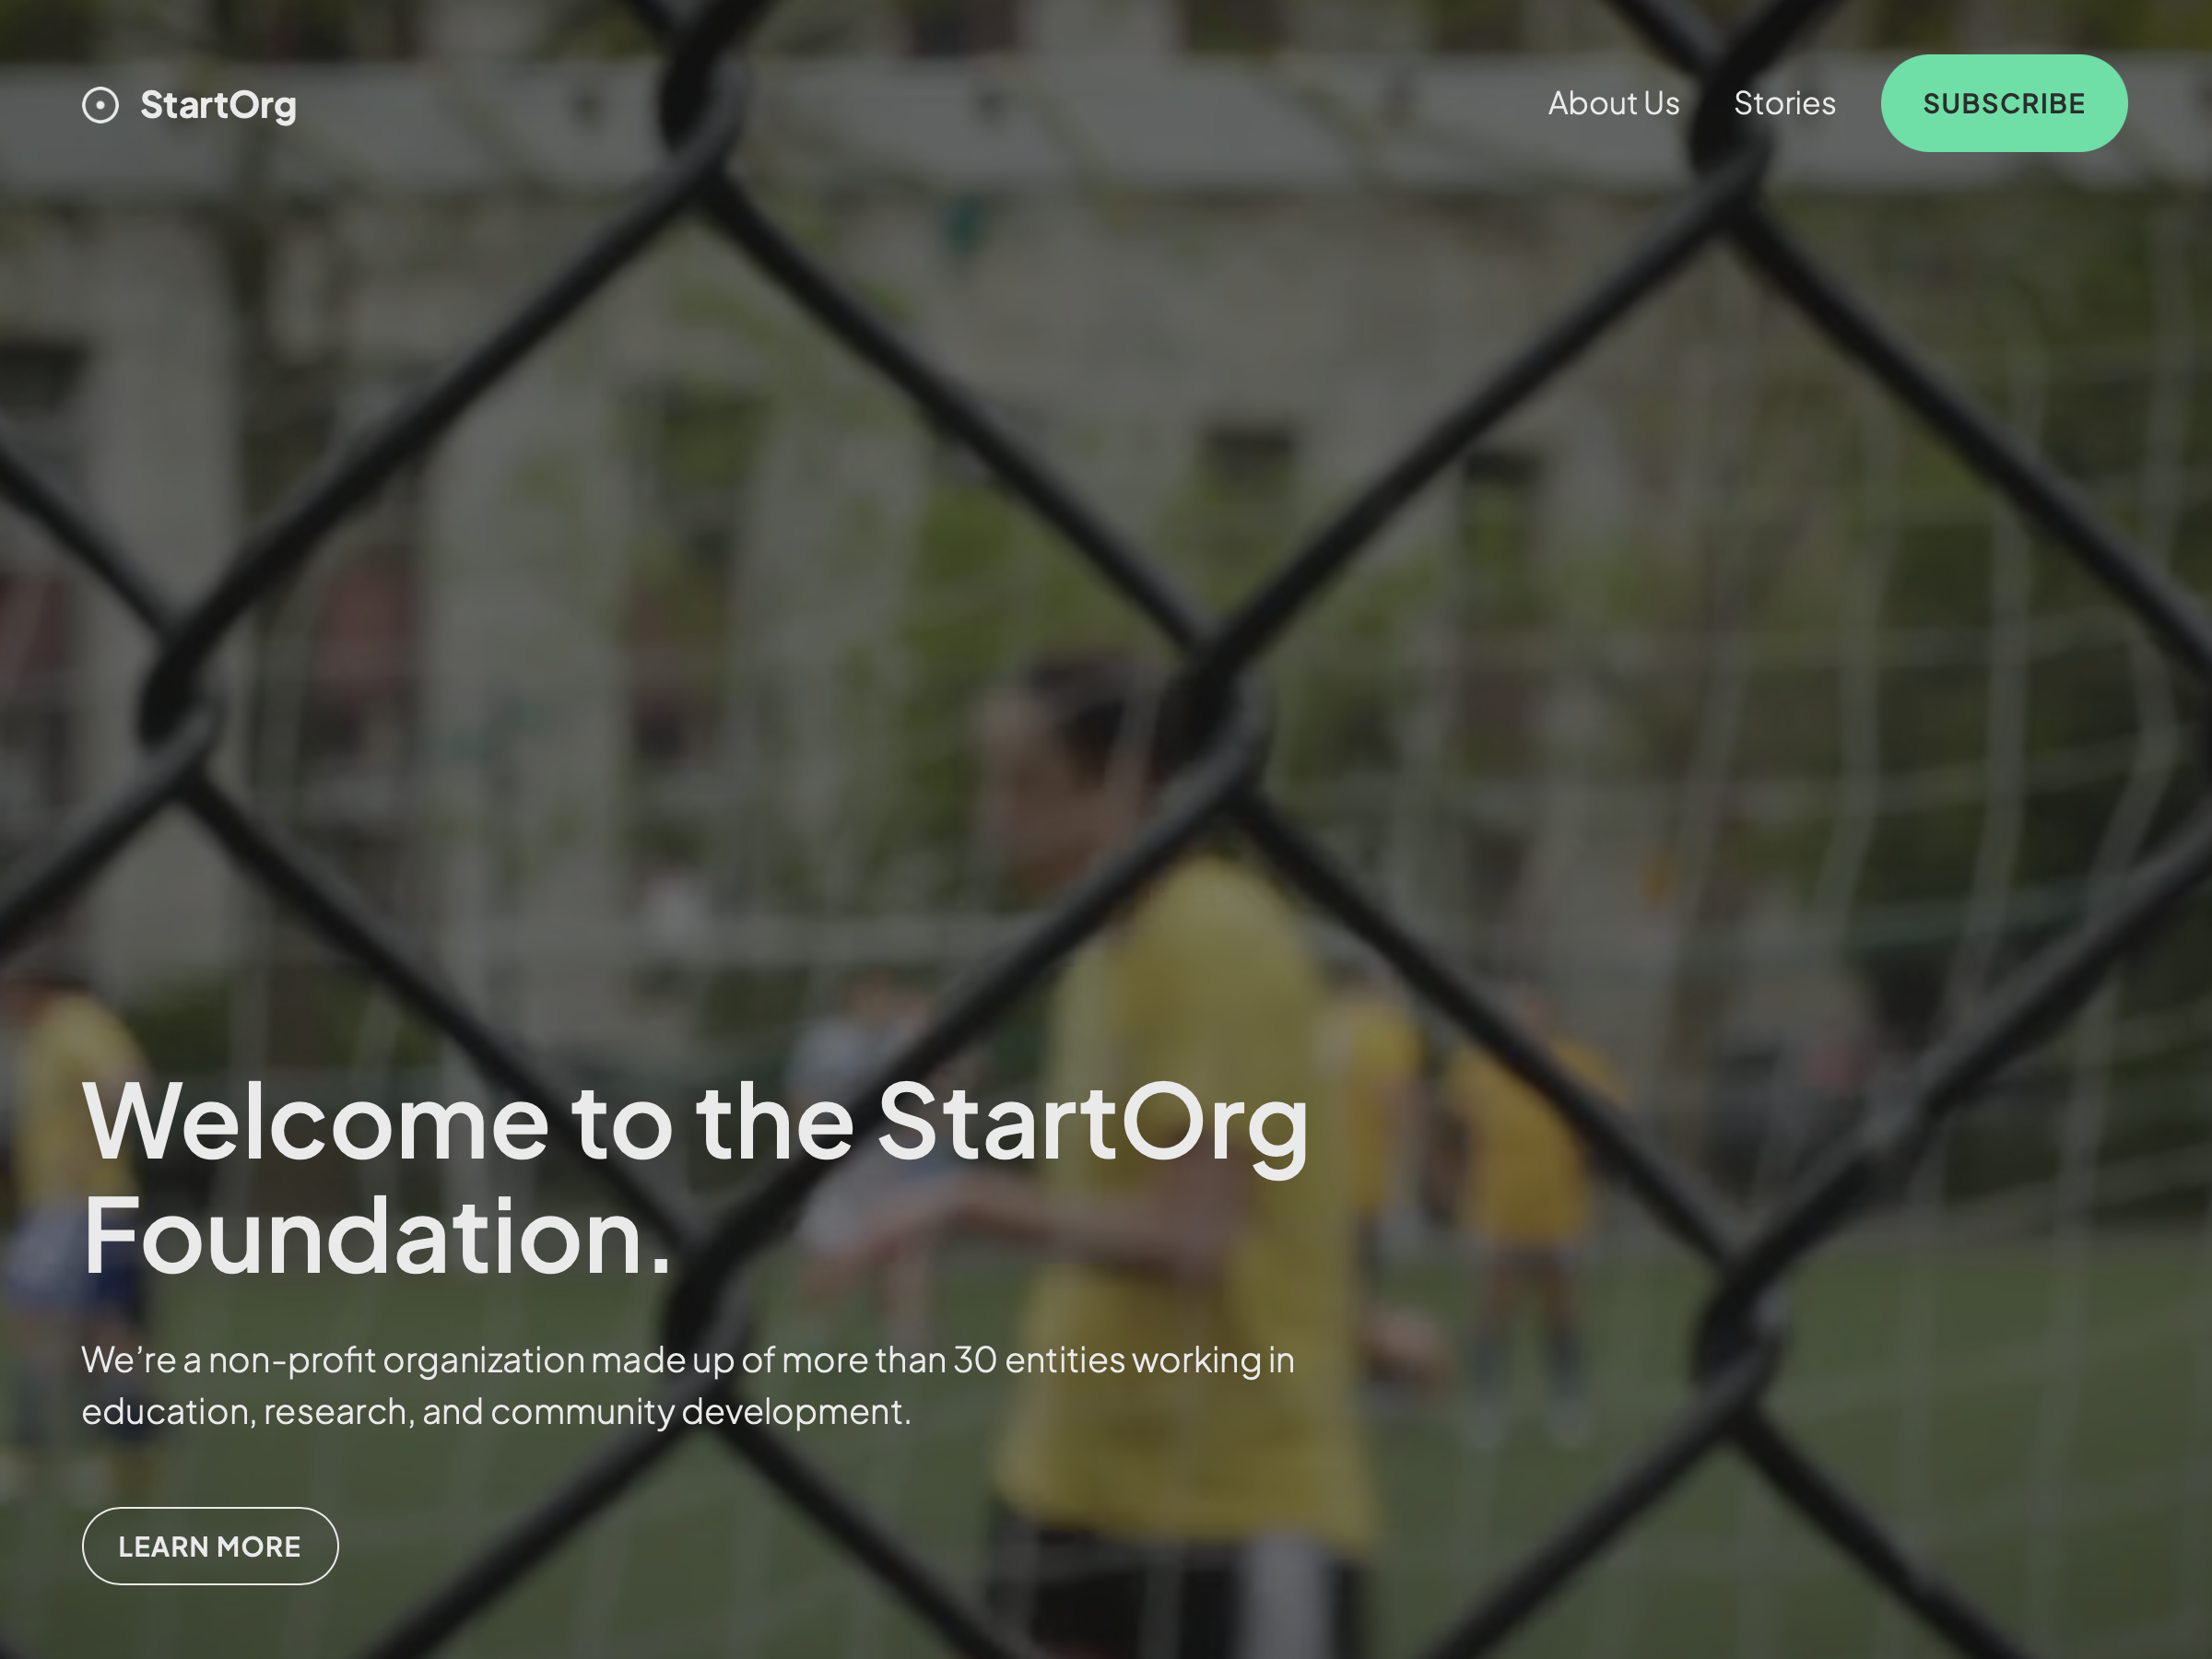 StartOrg
About Us
Stories
SUBSCRIBE
Welcome to the StartOrg
Foundation.
We’re a non-profit organization made up of more than 30 entities working in
education, research, and community development.
LEARN MORE